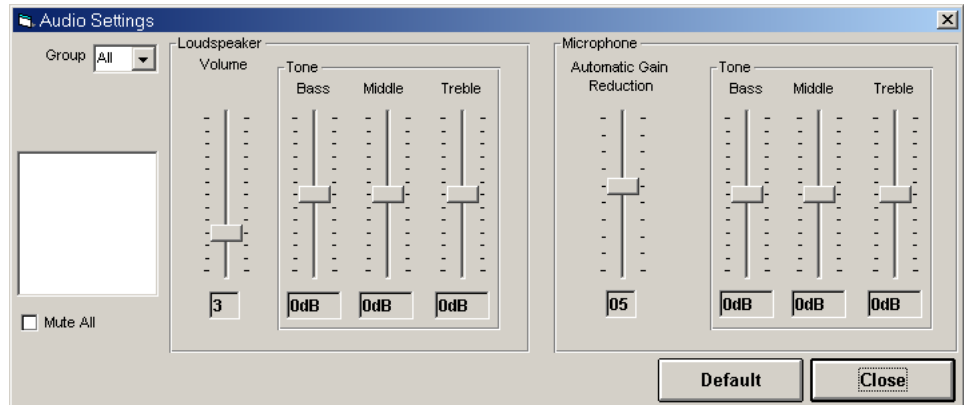 Audio Settings
Group All
Mute All
Loudspeaker
Volume
3
Tone
Bass Middle Treble
0dB 0dB 0dB
Microphone
Automatic Gain
Reduction
05
Tone
Bass Middle Treble
0dB 0dB 0dB
Default Close